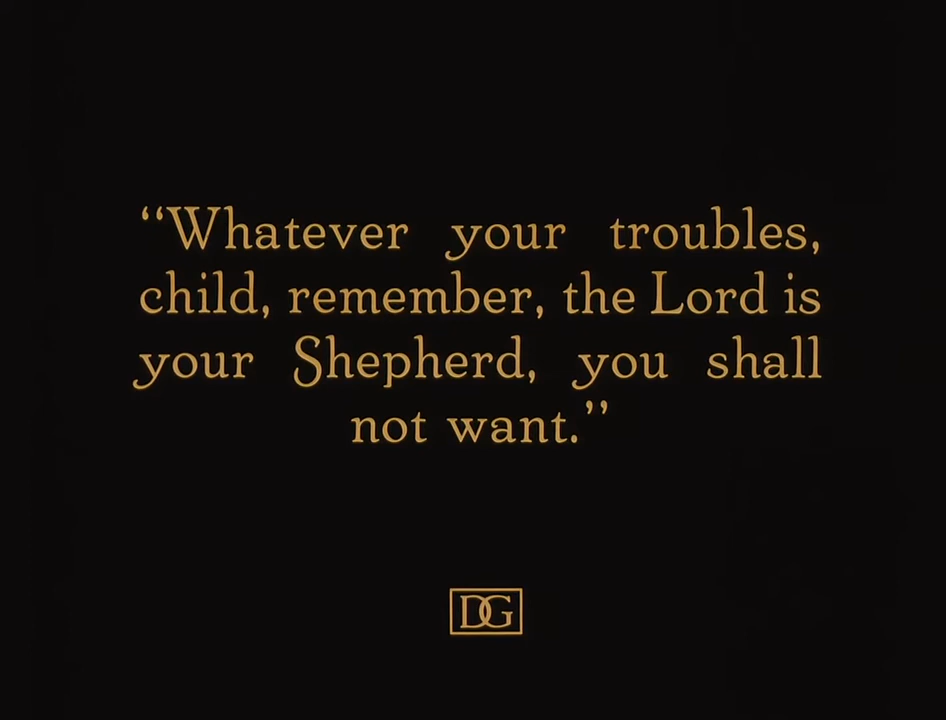 “Whatever your troubles,
child, remember, the Lord is
your Shepherd, you shall
not want.”
DG